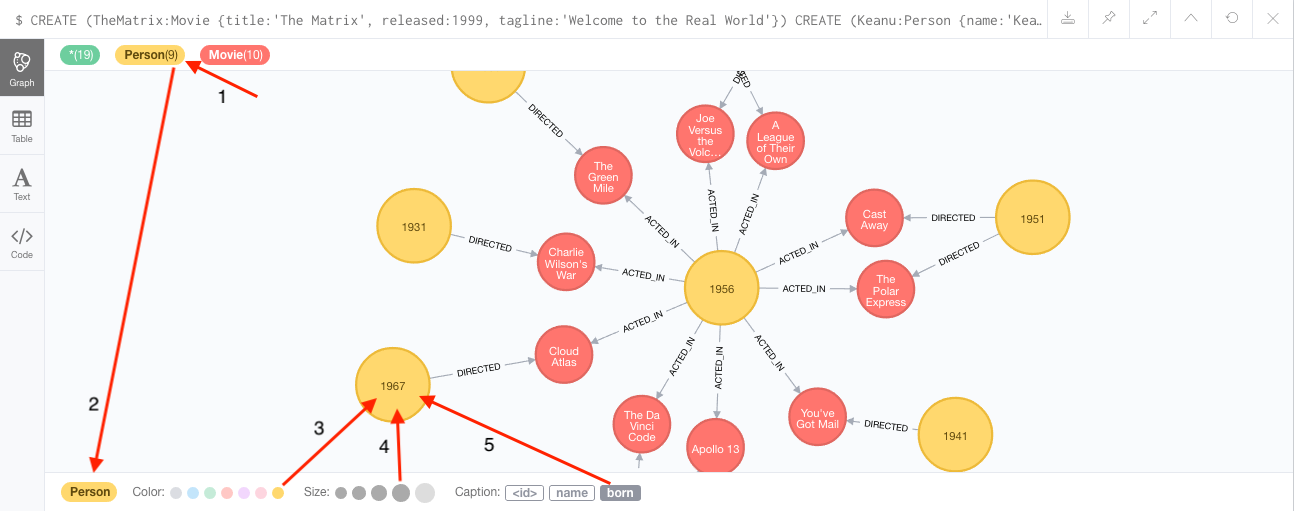 $ CREATE (TheMatrix:Movie {title:'The Matrix', released:1999, tagline:'Welcome to the Real World'}) CREATE (Keanu:Person {name:'Kea…
*(19) Person(9) Movie(10)
Graph
Table
Text
Code
1
2
3
4
5
DIRECTED
The
Green
Mile
Joe
Versus
the
Volc…
A
League
of Their
Own
ACTED_IN
ACTED_IN
ACTED_IN
1931
DIRECTED
Charlie
Wilson's
War
ACTED_IN
1956
ACTED_IN
Cast
Away
DIRECTED
1951
DIRECTED
ACTED_IN
The
Polar
Express
ACTED_IN
Cloud
Atlas
DIRECTED
1967
ACTED_IN
The Da
Vinci
Code
ACTED_IN
Apollo 13
ACTED_IN
You've
Got Mail
DIRECTED
1941
Person Color: Size: Caption: <id> name born